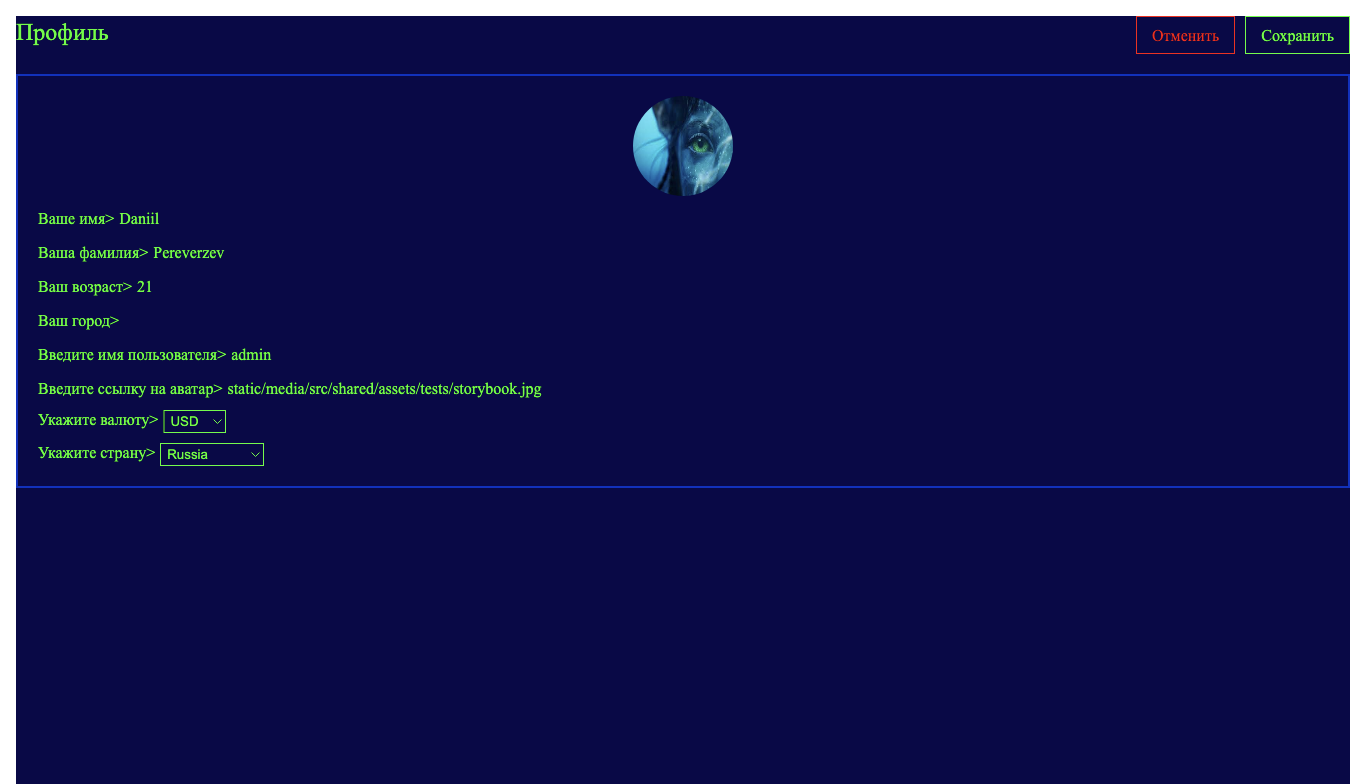 Профиль
Отменить
Сохранить
Ваше имя> Daniil
Ваша фамилия> Pereverzev
Ваш возраст> 21
Ваш город>
Введите имя пользователя> admin
Введите ссылку на аватар> static/media/src/shared/assets/tests/storybook.jpg
Укажите валюту> USD
Укажите страну> Russia